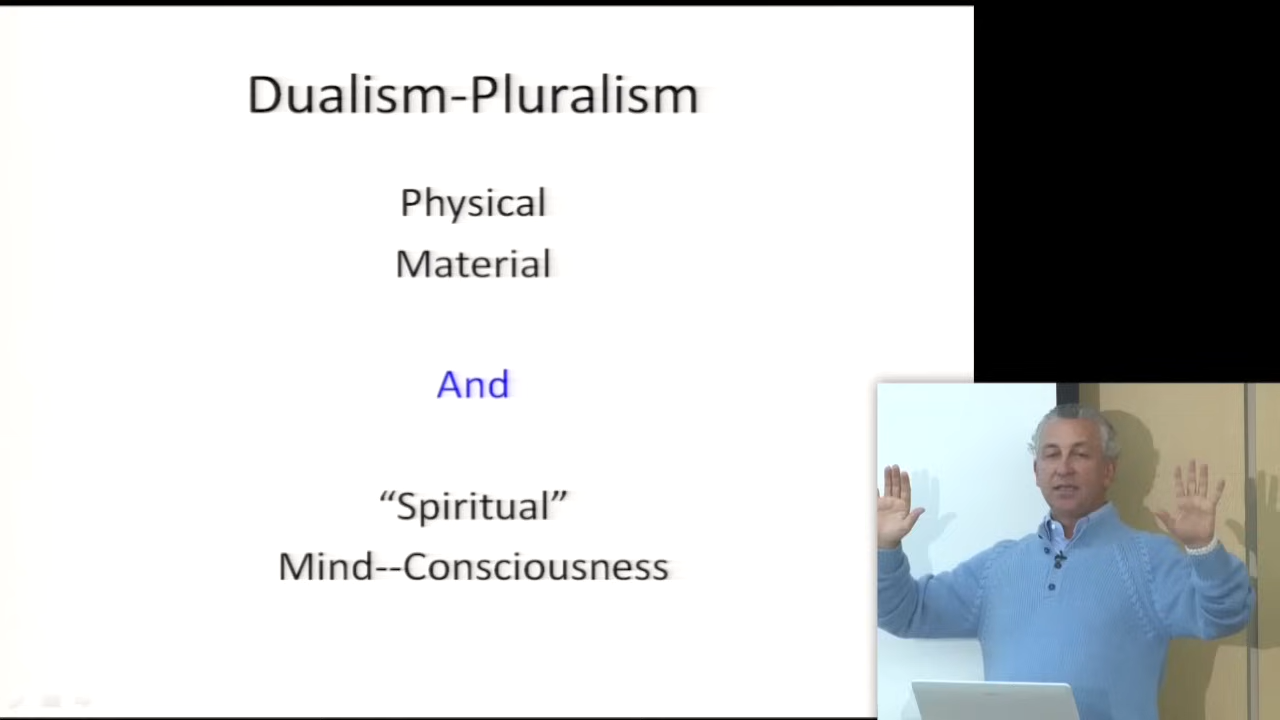 Dualism-Pluralism
Physical
Material
And
“Spiritual”
Mind--Consciousness